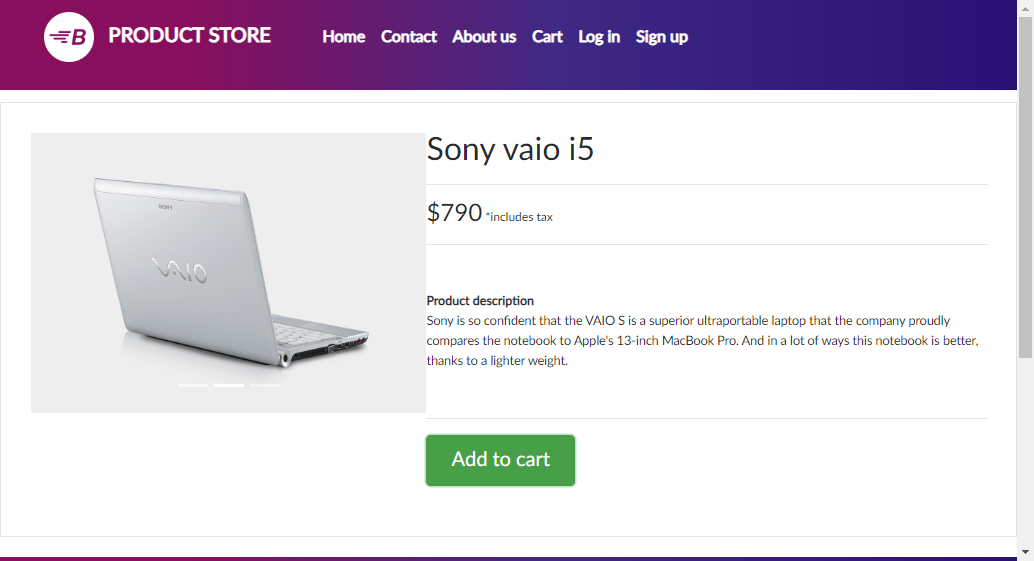 B PRODUCT STORE Home Contact About us Cart Log in Sign up
SONY
VAIO
Sony vaio i5
$790 *includes tax
Product description
Sony is so confident that the VAIO S is a superior ultraportable laptop that the company proudly
compares the notebook to Apple's 13-inch MacBook Pro. And in a lot of ways this notebook is better,
thanks to a lighter weight.
Add to cart